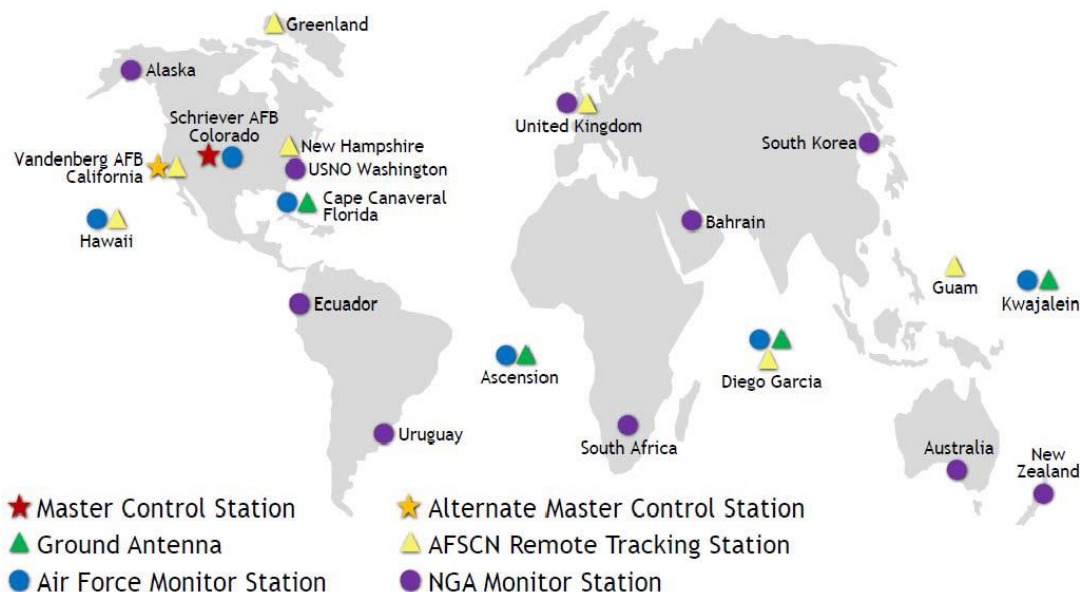 Greenland
Alaska
Schriever AFB
Colorado
United Kingdom
New Hampshire
South Korea
Vandenberg AFB
California
USNO Washington
Cape Canaveral
Florida
Bahrain
Hawaii
Guam
Ecuador
Kwajalein
Ascension
Diego Garcia
Uruguay
South Africa
Australia
New
Zealand
Master Control Station
Alternate Master Control Station
Ground Antenna
AFSCN Remote Tracking Station
Air Force Monitor Station
NGA Monitor Station